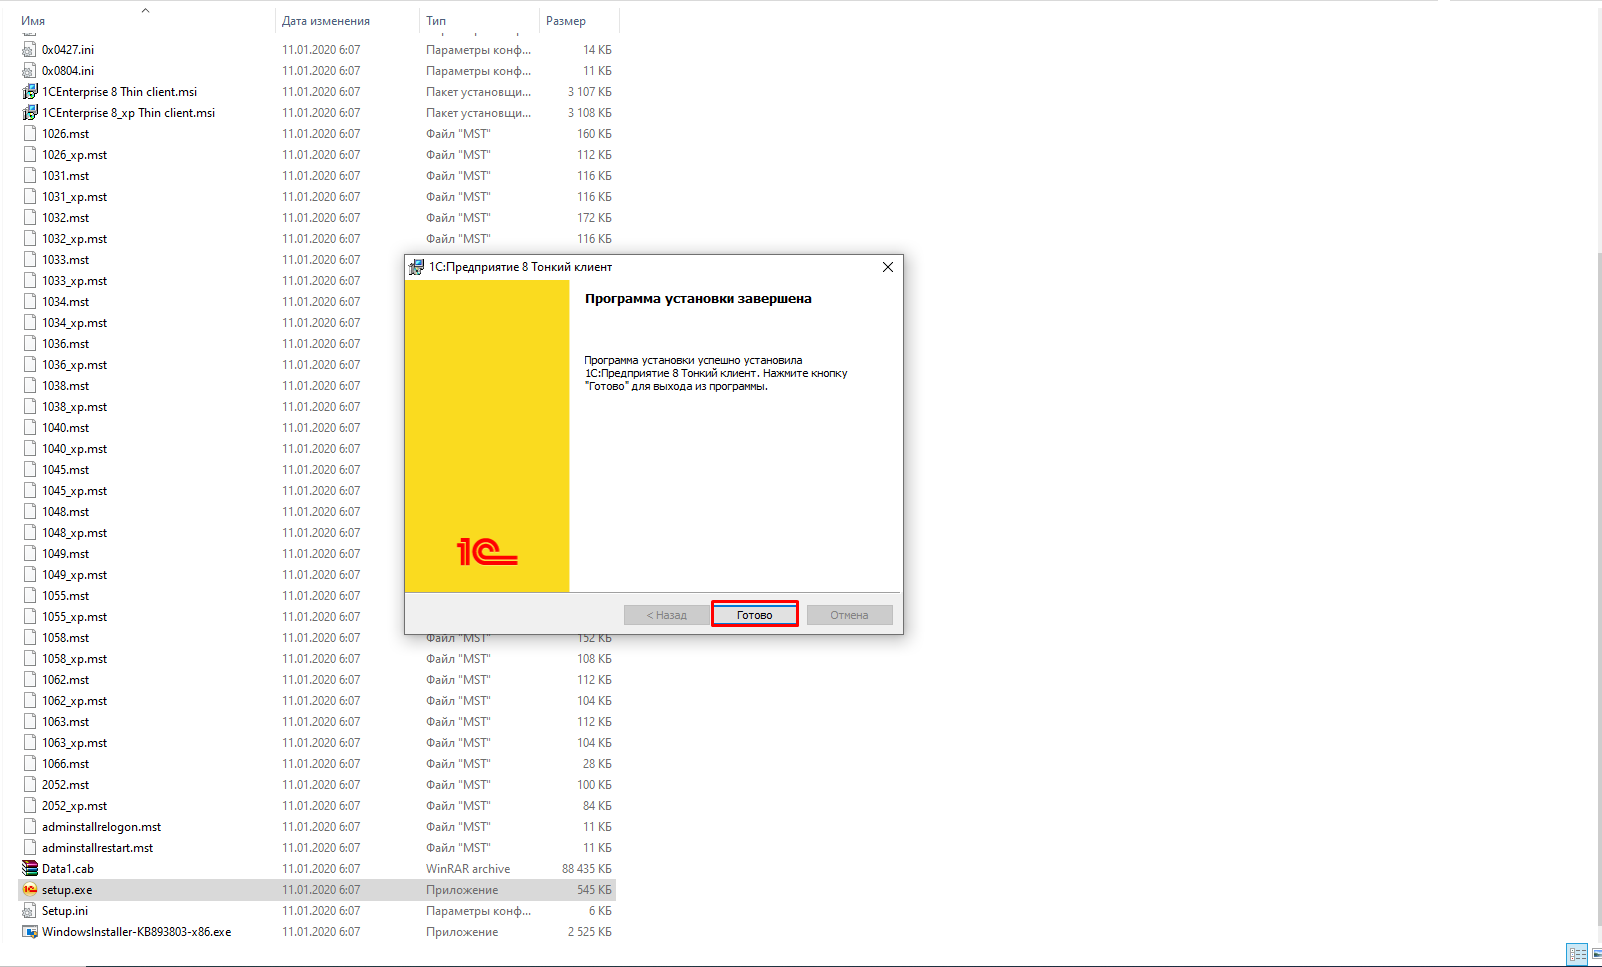 Имя Дата изменения Тип Размер
0x0427.ini 11.01.2020 6:07 Параметры конф... 14 КБ
0x0804.ini 11.01.2020 6:07 Параметры конф... 11 КБ
1CEnterprise 8 Thin client.msi 11.01.2020 6:07 Пакет установщи... 3 107 КБ
1CEnterprise 8_xp Thin client.msi 11.01.2020 6:07 Пакет установщи... 3 108 КБ
1026.mst 11.01.2020 6:07 Файл "MST" 160 КБ
1026_xp.mst 11.01.2020 6:07 Файл "MST" 112 КБ
1031.mst 11.01.2020 6:07 Файл "MST" 116 КБ
1031_xp.mst 11.01.2020 6:07 Файл "MST" 116 КБ
1032.mst 11.01.2020 6:07 Файл "MST" 172 КБ
1032_xp.mst 11.01.2020 6:07 Файл "MST" 116 КБ
1033.mst 11.01.2020 6:07
1033_xp.mst 11.01.2020 6:07
1034.mst 11.01.2020 6:07
1034_xp.mst 11.01.2020 6:07
1036.mst 11.01.2020 6:07
1036_xp.mst 11.01.2020 6:07
1038.mst 11.01.2020 6:07
1038_xp.mst 11.01.2020 6:07
1040.mst 11.01.2020 6:07
1040_xp.mst 11.01.2020 6:07
1045.mst 11.01.2020 6:07
1045_xp.mst 11.01.2020 6:07
1048.mst 11.01.2020 6:07
1048_xp.mst 11.01.2020 6:07
1049.mst 11.01.2020 6:07
1049_xp.mst 11.01.2020 6:07
1055.mst 11.01.2020 6:07
1055_xp.mst 11.01.2020 6:07
1058.mst 11.01.2020 6:07 Файл "MST" 152 КБ
1058_xp.mst 11.01.2020 6:07 Файл "MST" 108 КБ
1062.mst 11.01.2020 6:07 Файл "MST" 112 КБ
1062_xp.mst 11.01.2020 6:07 Файл "MST" 104 КБ
1063.mst 11.01.2020 6:07 Файл "MST" 112 КБ
1063_xp.mst 11.01.2020 6:07 Файл "MST" 104 КБ
1066.mst 11.01.2020 6:07 Файл "MST" 28 КБ
2052.mst 11.01.2020 6:07 Файл "MST" 100 КБ
2052_xp.mst 11.01.2020 6:07 Файл "MST" 84 КБ
adminstallrelogon.mst 11.01.2020 6:07 Файл "MST" 11 КБ
adminstallrestart.mst 11.01.2020 6:07 Файл "MST" 11 КБ
Data1.cab 11.01.2020 6:07 WinRAR archive 88 435 КБ
setup.exe 11.01.2020 6:07 Приложение 545 КБ
Setup.ini 11.01.2020 6:07 Параметры конф... 6 КБ
WindowsInstaller-KB893803-x86.exe 11.01.2020 6:07 Приложение 2 525 КБ
1С:Предприятие 8 Тонкий клиент
Программа установки завершена
Программа установки успешно установила
1С:Предприятие 8 Тонкий клиент. Нажмите кнопку
"Готово" для выхода из программы.
1С
< Назад Готово Отмена